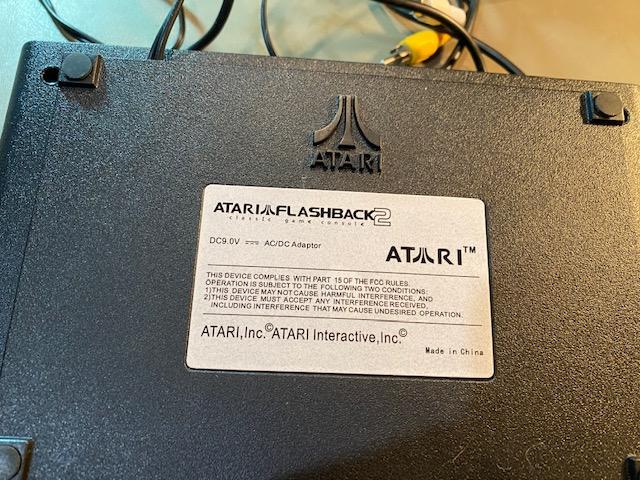 ATARI
ATARI FLASHBACK 2
classic game console
DC9.0V AC/DC Adaptor
ATARI™
THIS DEVICE COMPLIES WITH PART 15 OF THE FCC RULES.
OPERATION IS SUBJECT TO THE FOLLOWING TWO CONDITIONS:
1)THIS DEVICE MAY NOT CAUSE HARMFUL INTERFERENCE, AND
2)THIS DEVICE MUST ACCEPT ANY INTERFERENCE RECEIVED,
INCLUDING INTERFERENCE THAT MAY CAUSE UNDESIRED OPERATION.
ATARI,Inc.©ATARI Interactive,Inc.©
Made in China